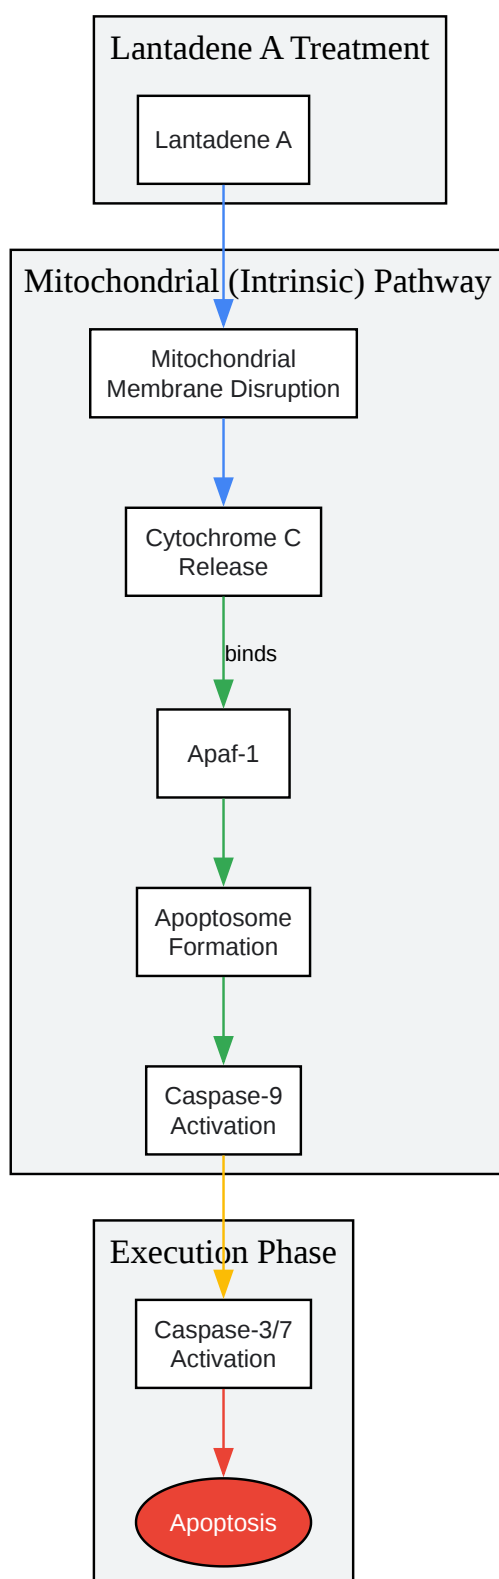 Lantadene A Treatment
Lantadene A
Mitochondrial (Intrinsic) Pathway
Mitochondrial
Membrane Disruption
Cytochrome C
Release
binds
Apaf-1
Apoptosome
Formation
Caspase-9
Activation
Execution Phase
Caspase-3/7
Activation
Apoptosis